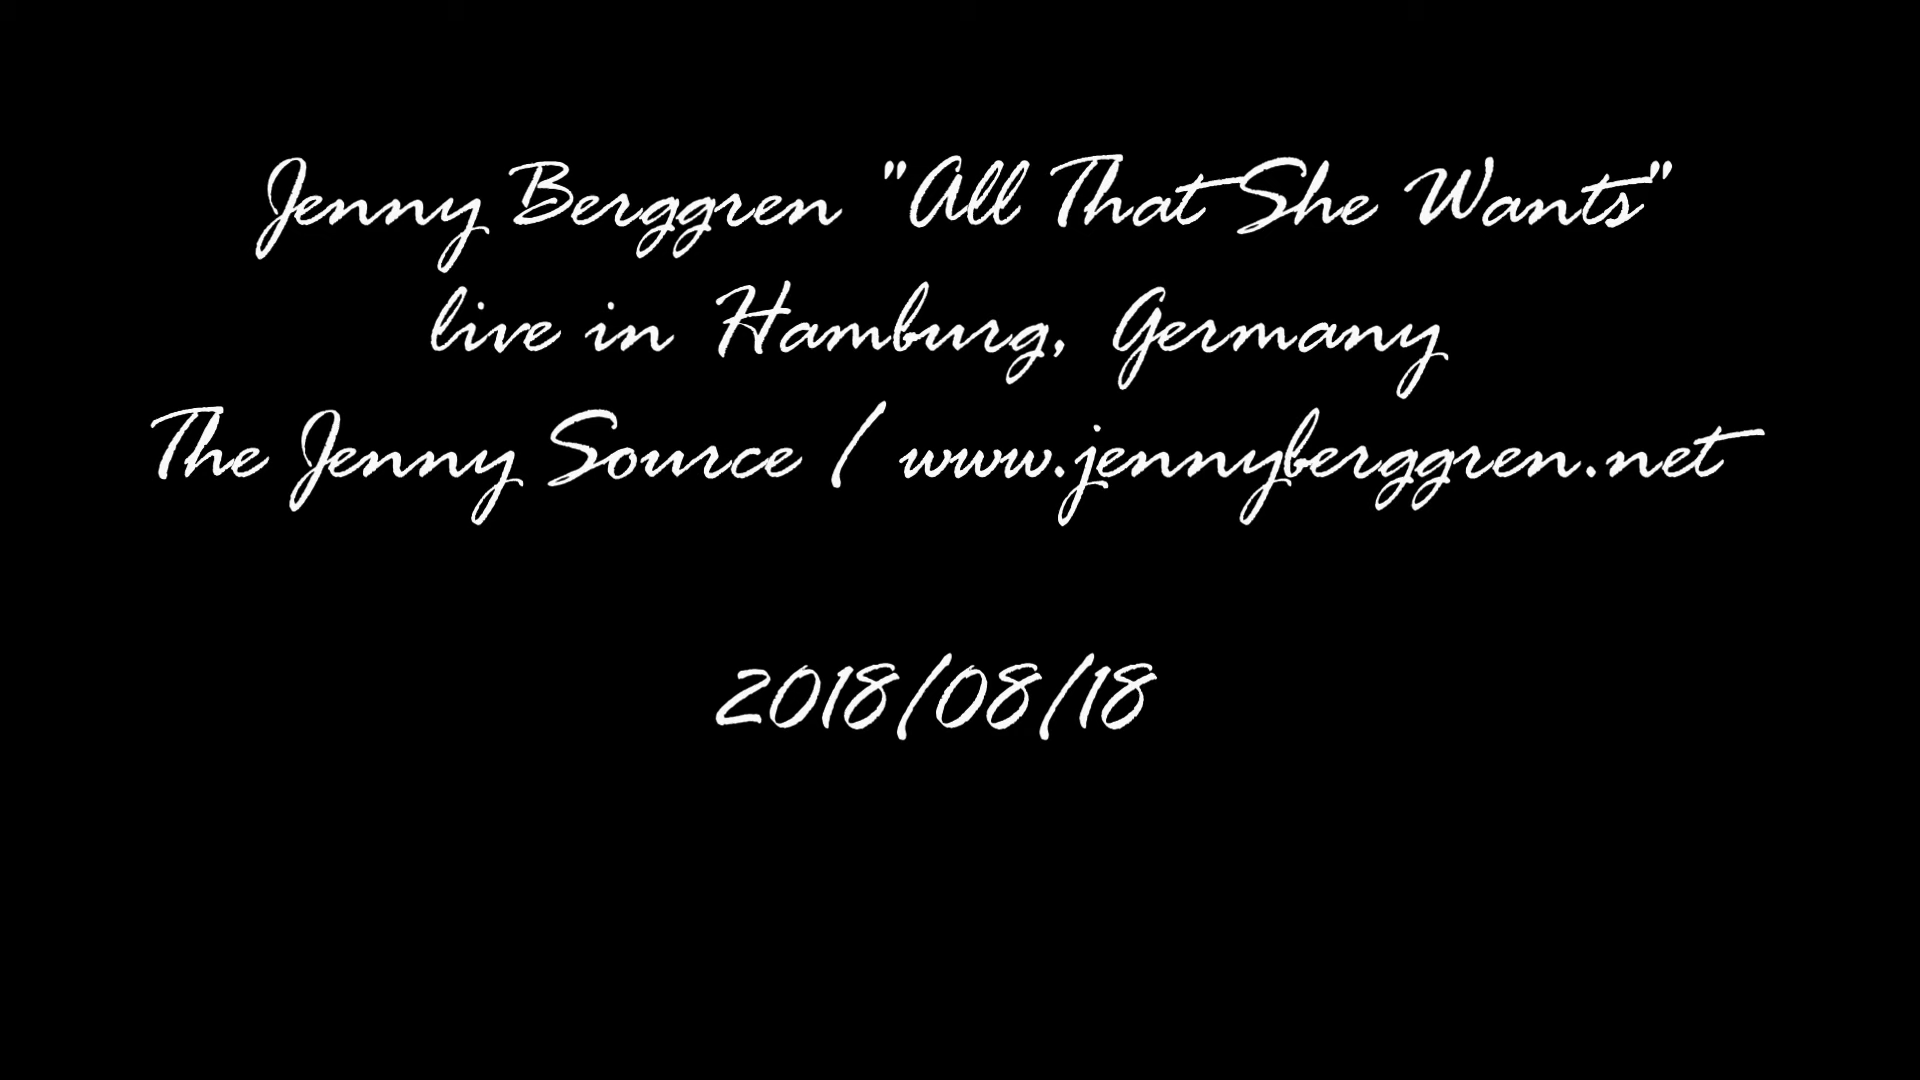 Jenny Berggren "All That She Wants"
live in Hamburg, Germany
The Jenny Source / www.jennyberggren.net
2018/08/18